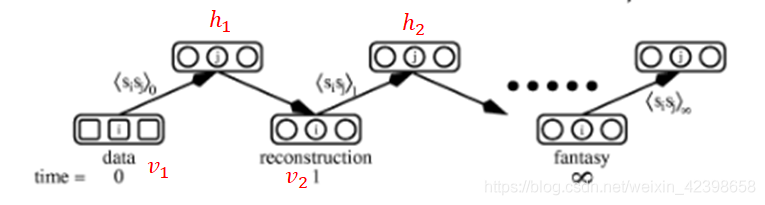 h₁ h₂
j j j
⟨sᵢsⱼ⟩₀ ⟨sᵢsⱼ⟩₁ ⟨sᵢsⱼ⟩∞
i i i
data reconstruction fantasy
v₁ v₂
time = 0 1 ∞
https://blog.csdn.net/weixin_42398658